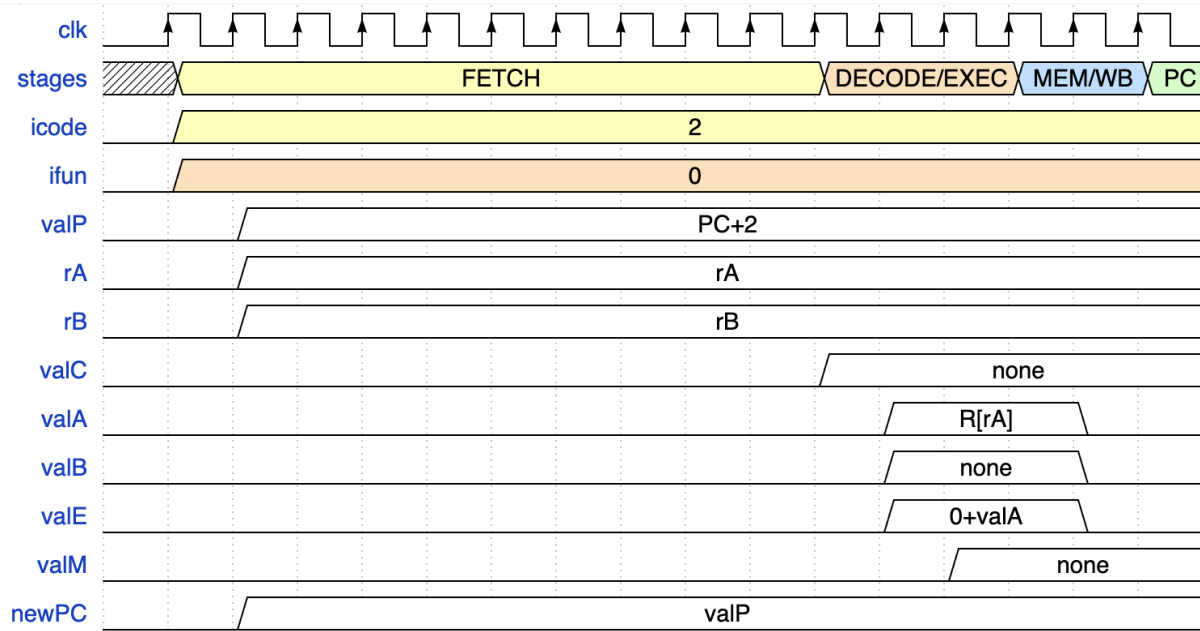 clk
stages FETCH DECODE/EXEC MEM/WB PC
icode 2
ifun 0
valP PC+2
rA rA
rB rB
valC none
valA R[rA]
valB none
valE 0+valA
valM none
newPC valP